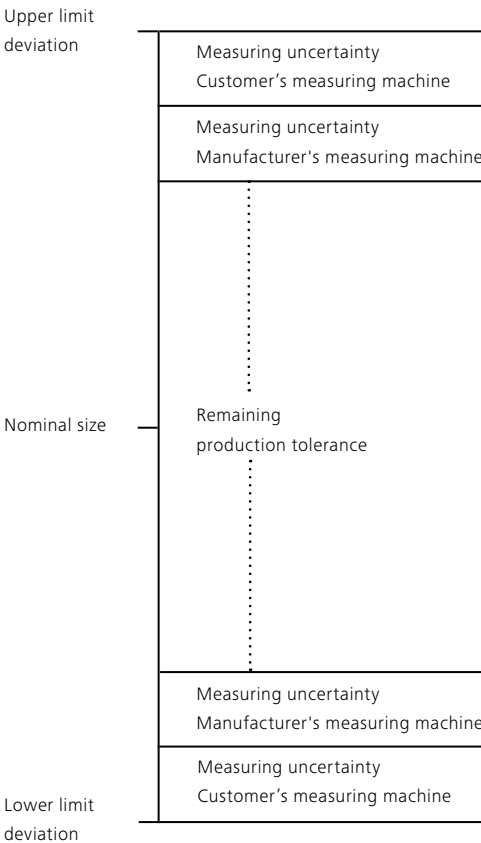 Upper limit
deviation
Measuring uncertainty
Customer’s measuring machine
Measuring uncertainty
Manufacturer's measuring machine
Nominal size
Remaining
production tolerance
Measuring uncertainty
Manufacturer's measuring machine
Measuring uncertainty
Customer’s measuring machine
Lower limit
deviation